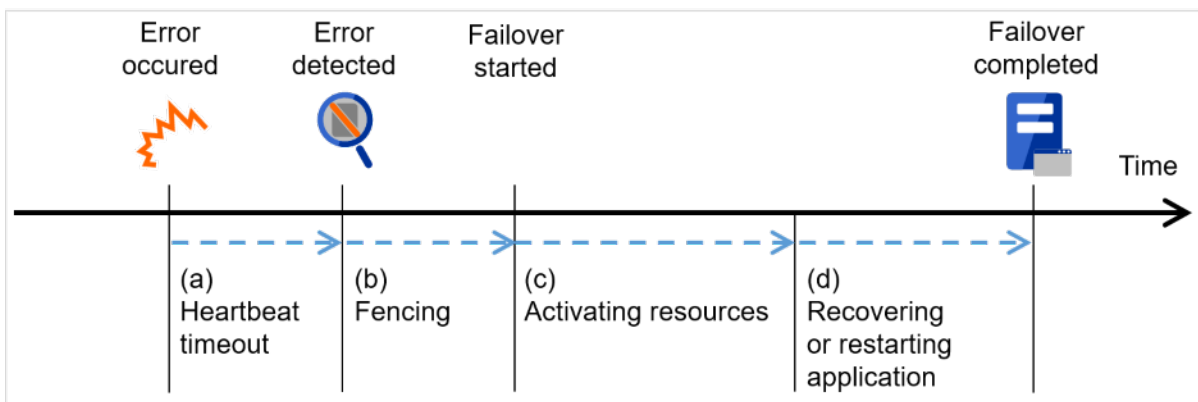 Error
occured
Error
detected
Failover
started
Failover
completed
Time
(a)
Heartbeat
timeout
(b)
Fencing
(c)
Activating resources
(d)
Recovering
or restarting
application